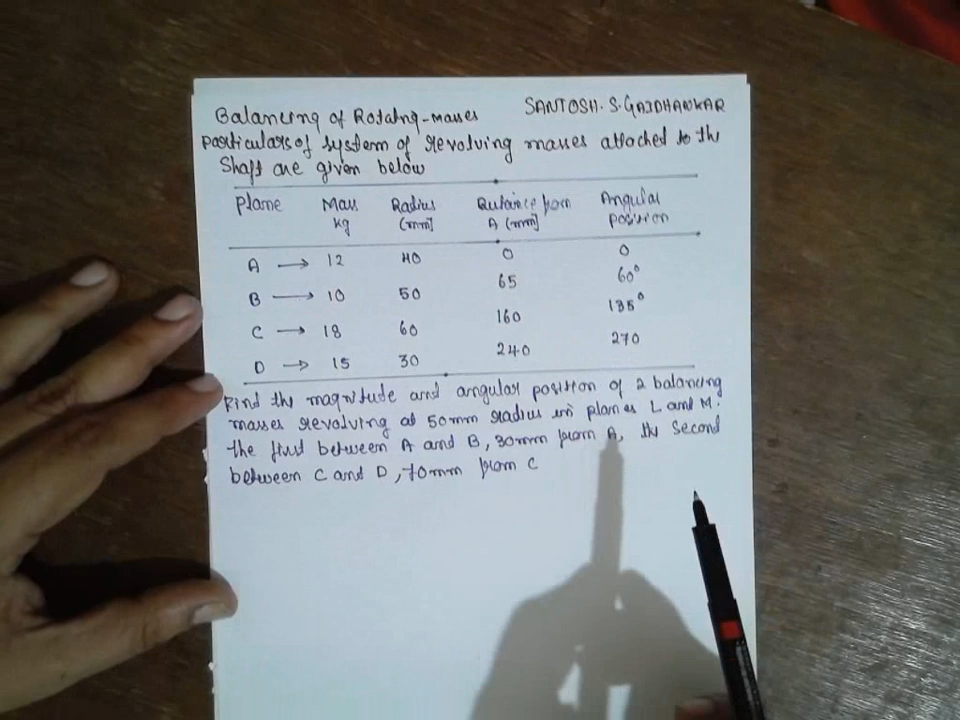 Balancing of Rotating-masses SANTOSH. S. GAJDHANKAR
particulars of system of revolving masses attached to the
Shaft are given below
Plane Mass kg Radius (mm) Distance from A (mm) Angular position
A → 12 40 0 0
B → 10 50 65 60°
C → 18 60 160 135°
D → 15 30 240 270
Find the magnitude and angular position of 2 balancing
masses revolving at 50mm radius in planes L and M.
the first between A and B, 30mm from A, the second
between C and D, 70mm from C